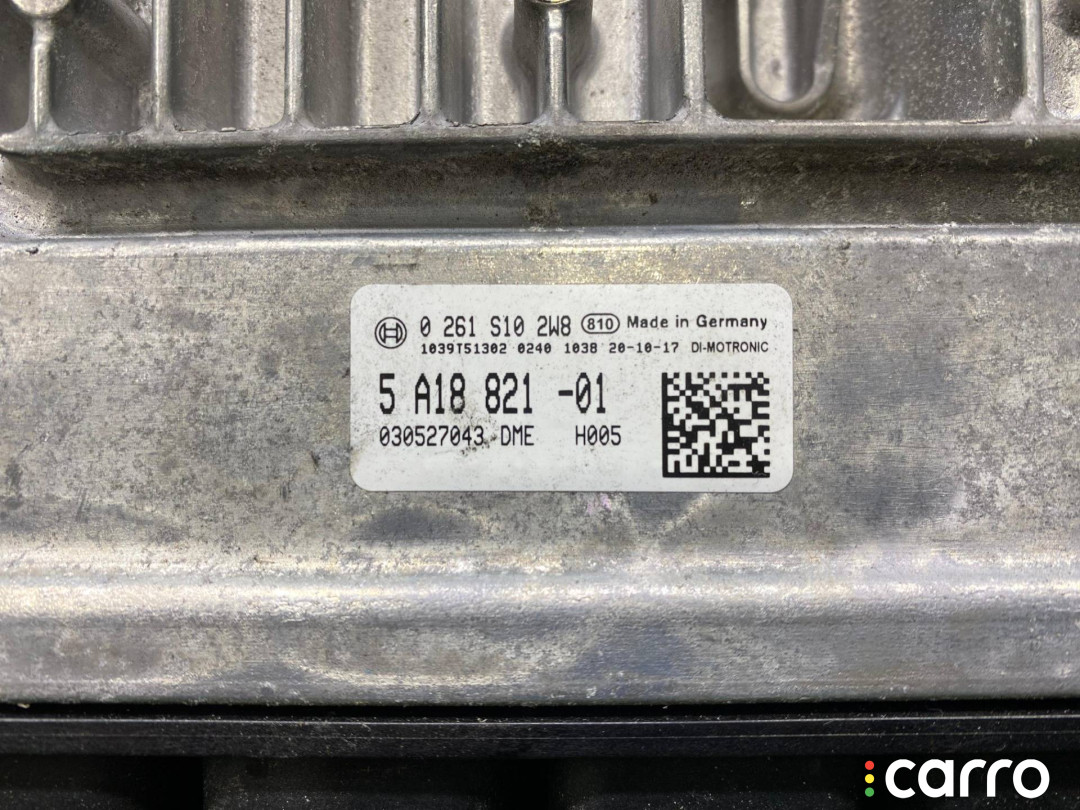 0 261 S10 2W8 810 Made in Germany
1039T51302 0240 1038 20-10-17 DI-MOTRONIC
5 A18 821 -01
030527043 DME H005
carro